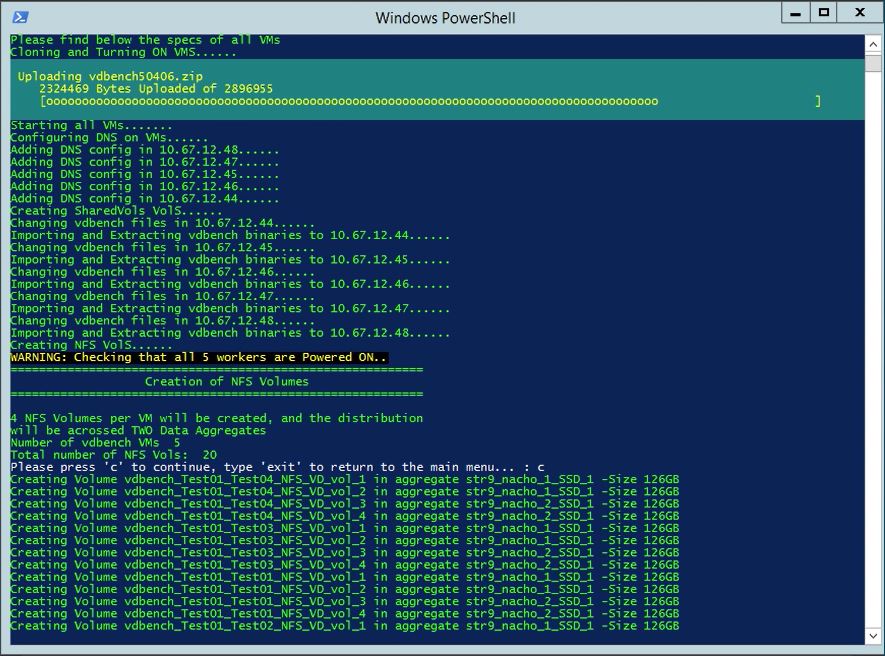 Windows PowerShell
Please find below the specs of all VMs
Cloning and Turning ON VMS......
Uploading vdbench50406.zip
2324469 Bytes Uploaded of 2896955
[oooooooooooooooooooooooooooooooooooooooooooooooooooooooooooooooooooooooooooooooooooooo ]
Starting all VMs.......
Configuring DNS on VMs......
Adding DNS config in 10.67.12.48......
Adding DNS config in 10.67.12.47......
Adding DNS config in 10.67.12.45......
Adding DNS config in 10.67.12.46......
Adding DNS config in 10.67.12.44......
Creating SharedVols VolS......
Changing vdbench files in 10.67.12.44......
Importing and Extracting vdbench binaries to 10.67.12.44......
Changing vdbench files in 10.67.12.45......
Importing and Extracting vdbench binaries to 10.67.12.45......
Changing vdbench files in 10.67.12.46......
Importing and Extracting vdbench binaries to 10.67.12.46......
Changing vdbench files in 10.67.12.47......
Importing and Extracting vdbench binaries to 10.67.12.47......
Changing vdbench files in 10.67.12.48......
Importing and Extracting vdbench binaries to 10.67.12.48......
Creating NFS VolS......
WARNING: Checking that all 5 workers are Powered ON..
==========================================================
Creation of NFS Volumes
==========================================================
4 NFS Volumes per VM will be created, and the distribution
will be acrossed TWO Data Aggregates
Number of vdbench VMs  5
Total number of NFS Vols:  20
Please press 'c' to continue, type 'exit' to return to the main menu... : c
Creating Volume vdbench_Test01_Test04_NFS_VD_vol_1 in aggregate str9_nacho_1_SSD_1 -Size 126GB
Creating Volume vdbench_Test01_Test04_NFS_VD_vol_2 in aggregate str9_nacho_1_SSD_1 -Size 126GB
Creating Volume vdbench_Test01_Test04_NFS_VD_vol_3 in aggregate str9_nacho_2_SSD_1 -Size 126GB
Creating Volume vdbench_Test01_Test04_NFS_VD_vol_4 in aggregate str9_nacho_2_SSD_1 -Size 126GB
Creating Volume vdbench_Test01_Test03_NFS_VD_vol_1 in aggregate str9_nacho_1_SSD_1 -Size 126GB
Creating Volume vdbench_Test01_Test03_NFS_VD_vol_2 in aggregate str9_nacho_1_SSD_1 -Size 126GB
Creating Volume vdbench_Test01_Test03_NFS_VD_vol_3 in aggregate str9_nacho_2_SSD_1 -Size 126GB
Creating Volume vdbench_Test01_Test03_NFS_VD_vol_4 in aggregate str9_nacho_2_SSD_1 -Size 126GB
Creating Volume vdbench_Test01_Test01_NFS_VD_vol_1 in aggregate str9_nacho_1_SSD_1 -Size 126GB
Creating Volume vdbench_Test01_Test01_NFS_VD_vol_2 in aggregate str9_nacho_1_SSD_1 -Size 126GB
Creating Volume vdbench_Test01_Test01_NFS_VD_vol_3 in aggregate str9_nacho_2_SSD_1 -Size 126GB
Creating Volume vdbench_Test01_Test01_NFS_VD_vol_4 in aggregate str9_nacho_2_SSD_1 -Size 126GB
Creating Volume vdbench_Test01_Test02_NFS_VD_vol_1 in aggregate str9_nacho_1_SSD_1 -Size 126GB